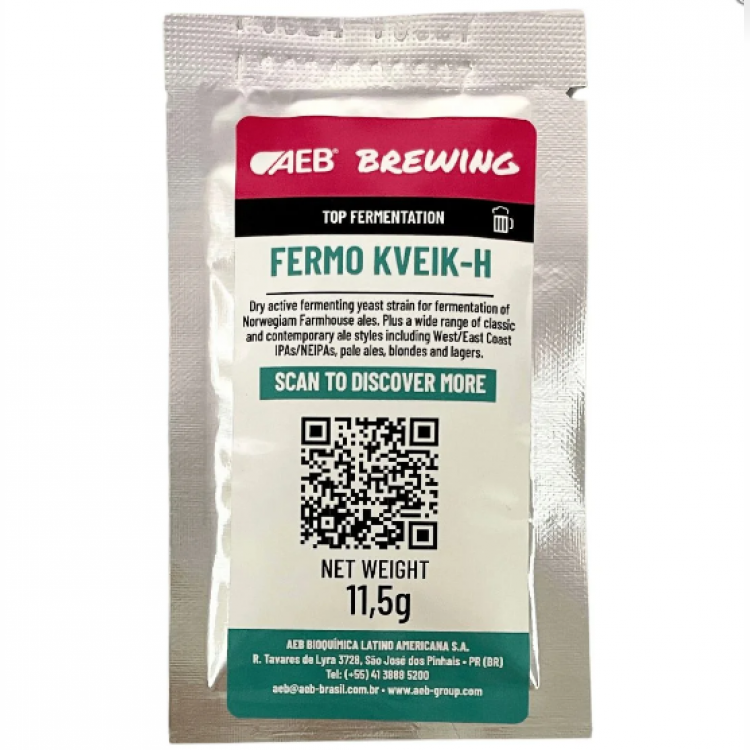 AEB® BREWING
TOP FERMENTATION
FERMO KVEIK-H
Dry active fermenting yeast strain for fermentation of
Norwegiam Farmhouse ales. Plus a wide range of classic
and contemporary ale styles including West/East Coast
IPAs/NEIPAs, pale ales, blondes and lagers.
SCAN TO DISCOVER MORE
NET WEIGHT
11,5g
AEB BIOQUÍMICA LATINO AMERICANA S.A.
R. Tavares de Lyra 3728, São José dos Pinhais - PR (BR)
Tel: (+55) 41 3888 5200
aeb@aeb-brasil.com.br • www.aeb-group.com